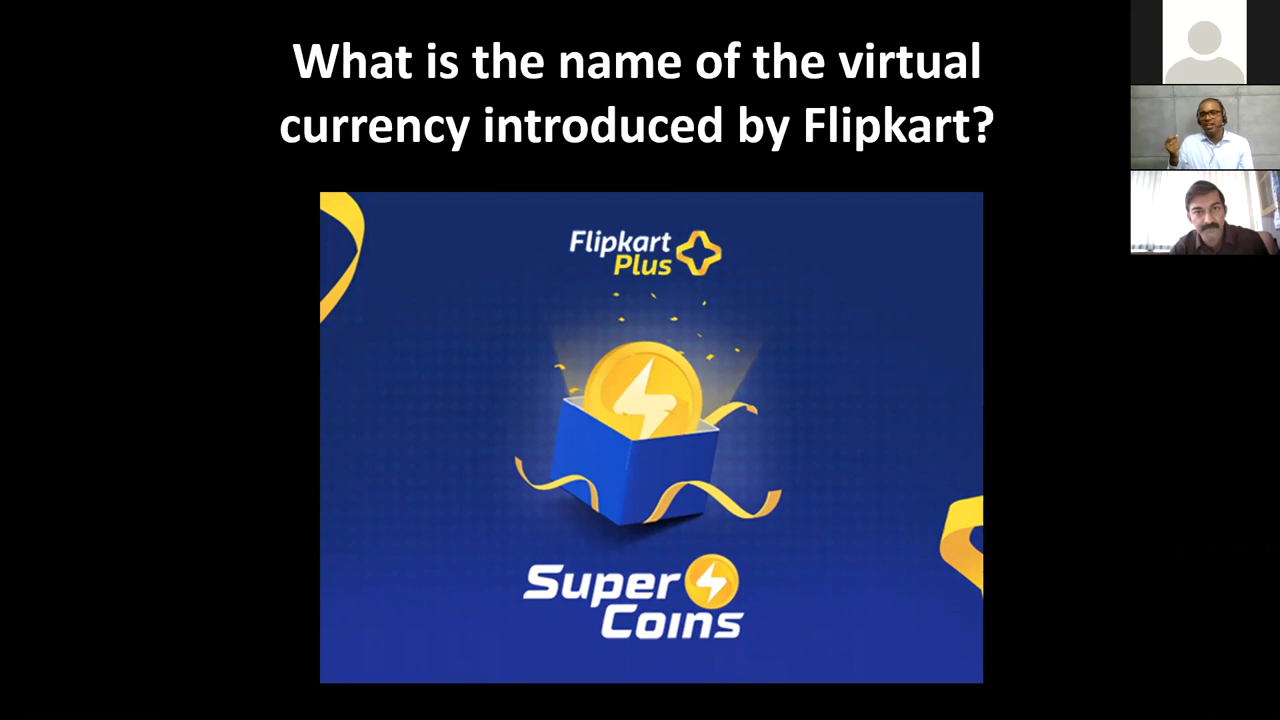 What is the name of the virtual
currency introduced by Flipkart?
Flipkart
Plus
Super
Coins